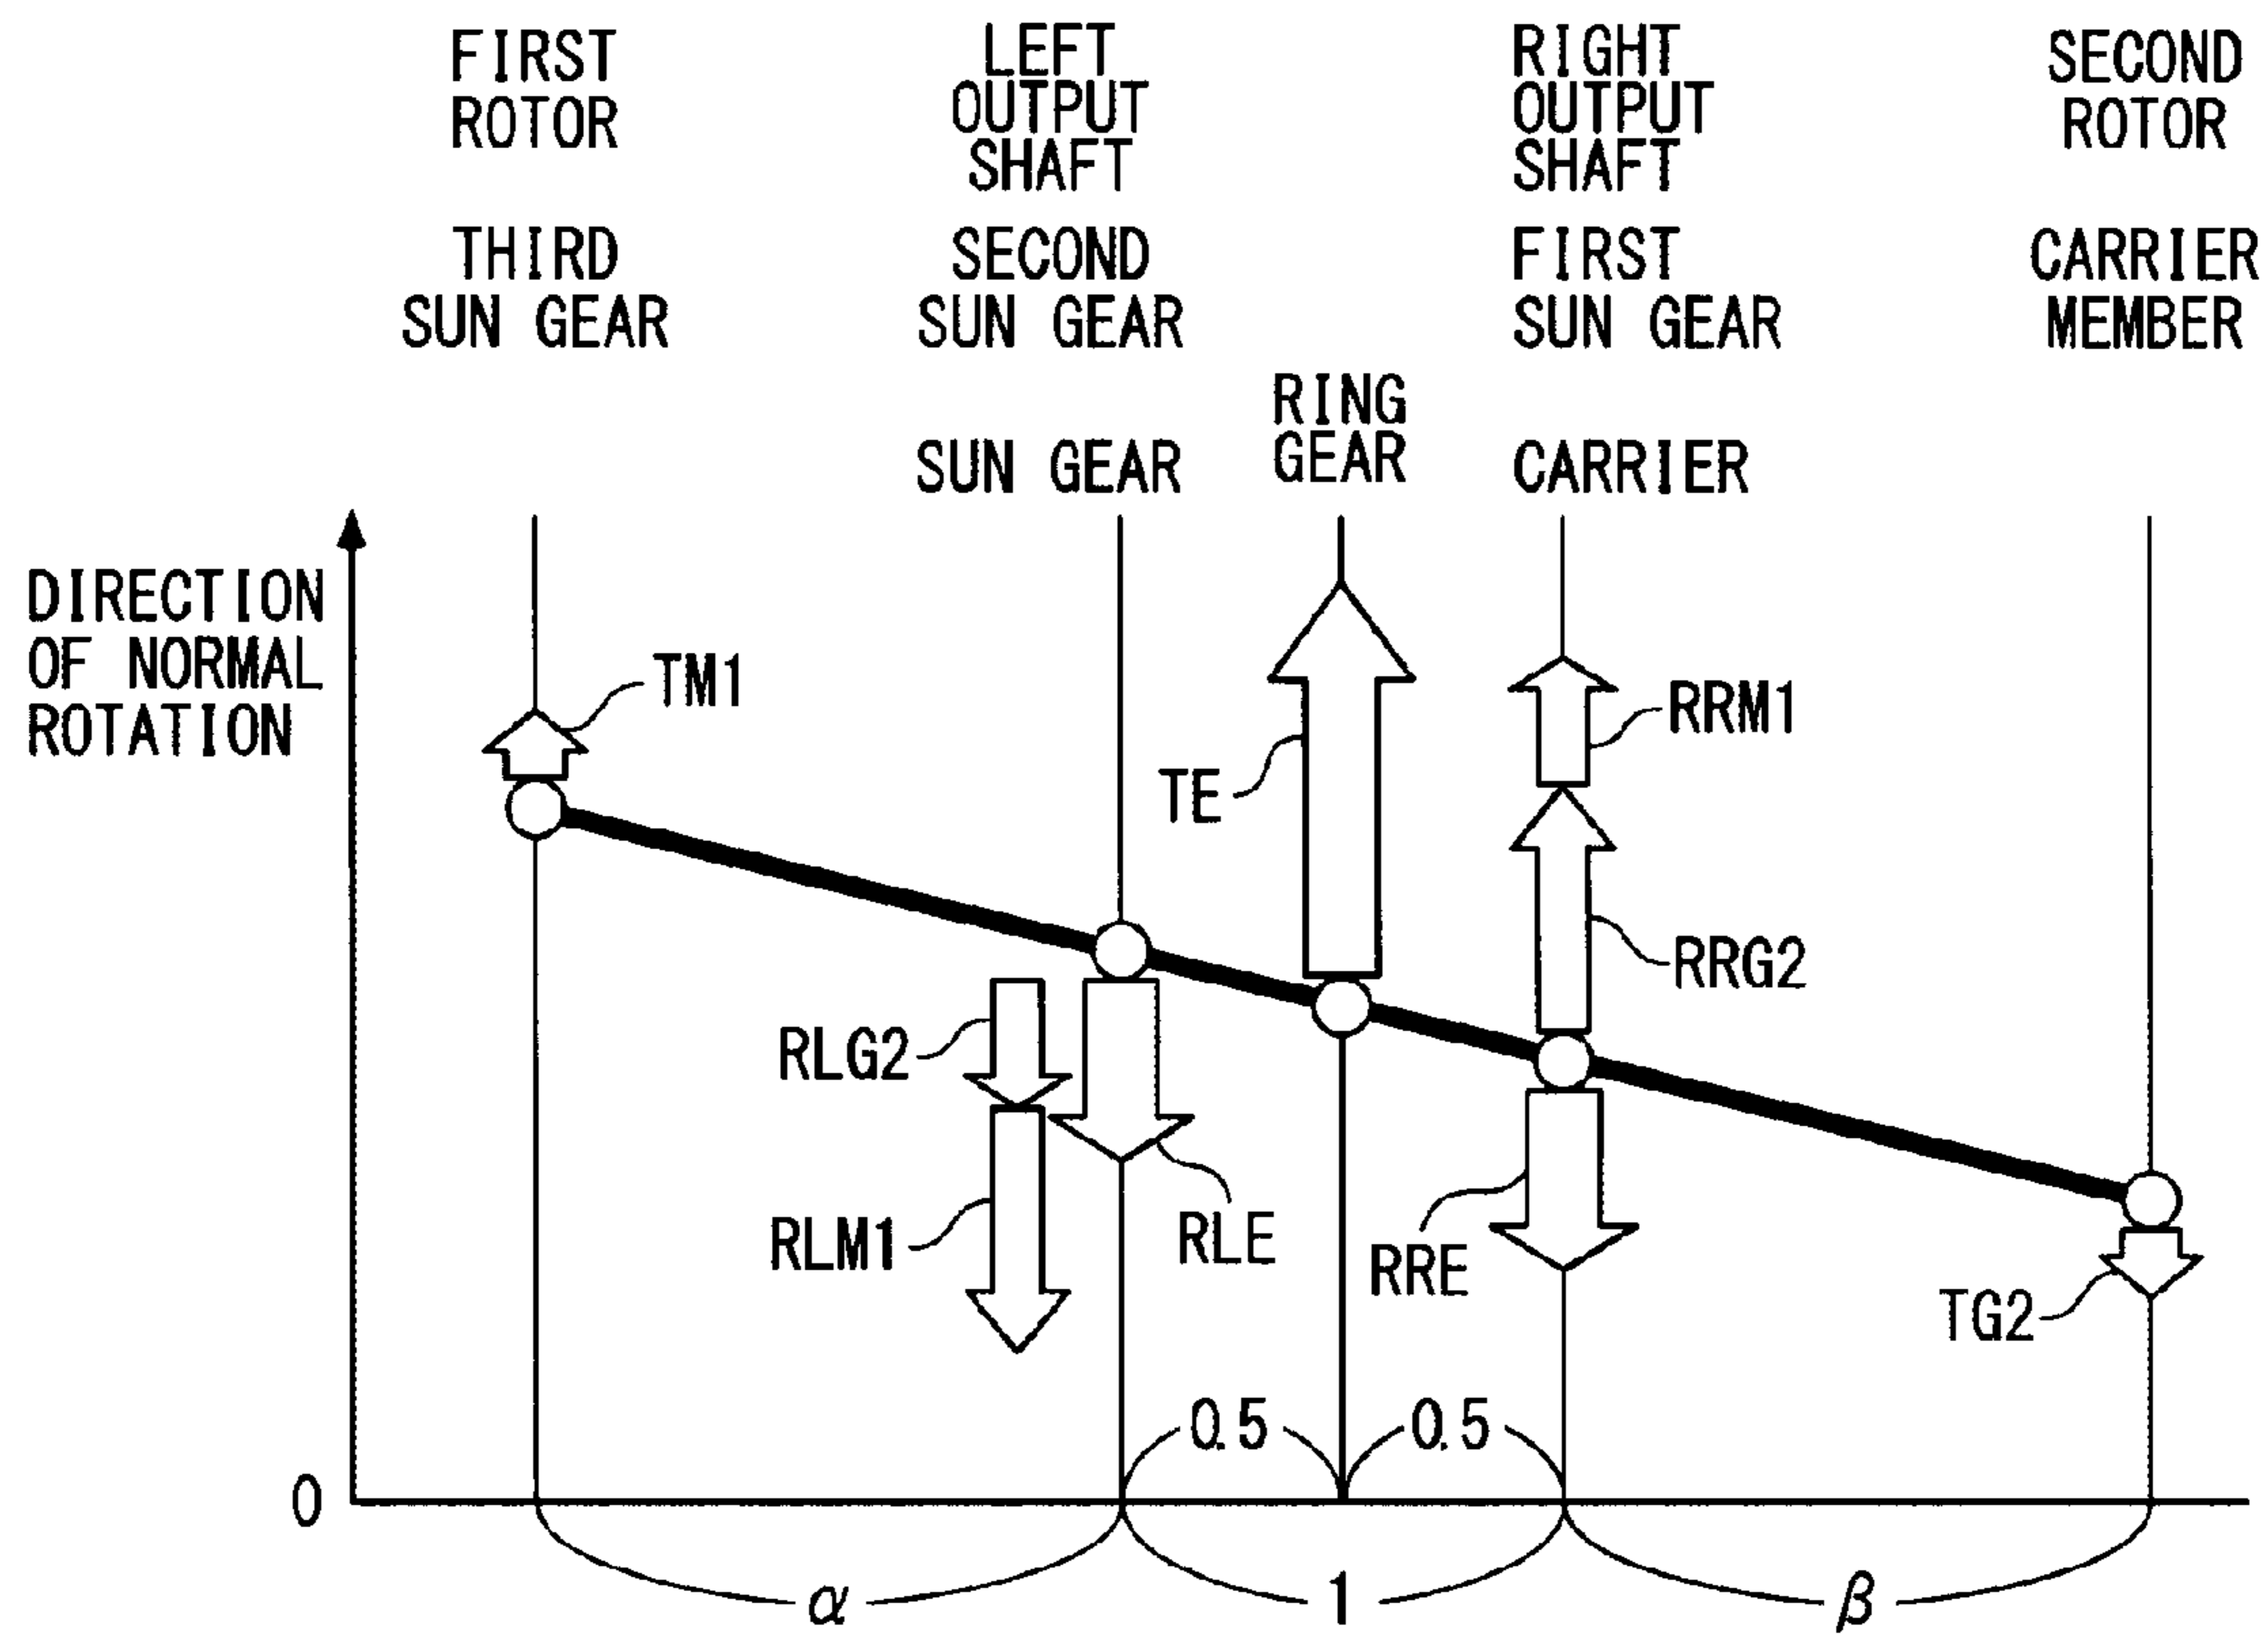 FIRST
ROTOR
LEFT
OUTPUT
SHAFT
RIGHT
OUTPUT
SHAFT
SECOND
ROTOR
THIRD
SUN GEAR
SECOND
SUN GEAR
FIRST
SUN GEAR
CARRIER
MEMBER
SUN GEAR
RING
GEAR
CARRIER
DIRECTION
OF NORMAL
ROTATION
TM1
TE
RRM1
RRG2
RLG2
RLM1
RLE
RRE
TG2
0.5
0.5
0
α
1
β